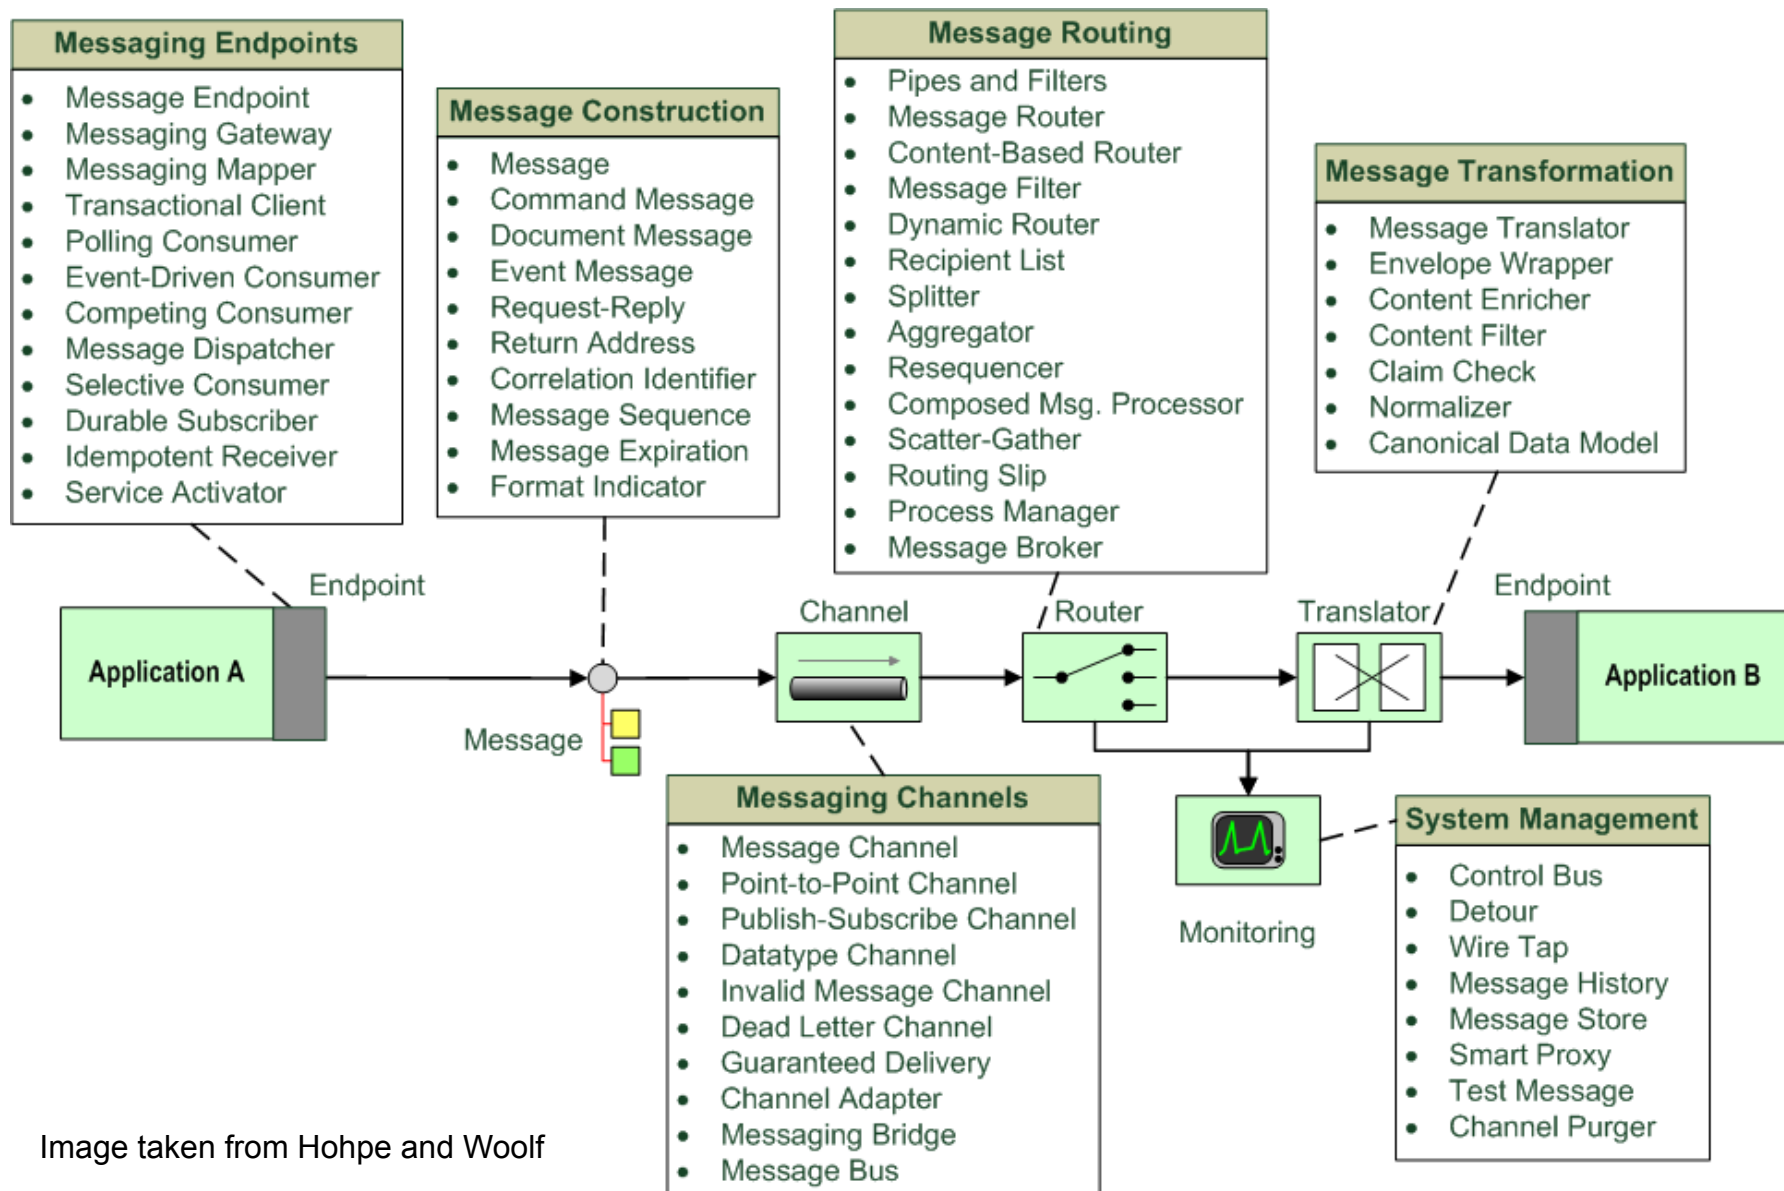 Messaging Endpoints
Message Endpoint
Messaging Gateway
Messaging Mapper
Transactional Client
Polling Consumer
Event-Driven Consumer
Competing Consumer
Message Dispatcher
Selective Consumer
Durable Subscriber
Idempotent Receiver
Service Activator
Message Construction
Message
Command Message
Document Message
Event Message
Request-Reply
Return Address
Correlation Identifier
Message Sequence
Message Expiration
Format Indicator
Message Routing
Pipes and Filters
Message Router
Content-Based Router
Message Filter
Dynamic Router
Recipient List
Splitter
Aggregator
Resequencer
Composed Msg. Processor
Scatter-Gather
Routing Slip
Process Manager
Message Broker
Message Transformation
Message Translator
Envelope Wrapper
Content Enricher
Content Filter
Claim Check
Normalizer
Canonical Data Model
Endpoint
Channel
Router
Translator
Endpoint
Application A
Application B
Message
Messaging Channels
Message Channel
Point-to-Point Channel
Publish-Subscribe Channel
Datatype Channel
Invalid Message Channel
Dead Letter Channel
Guaranteed Delivery
Channel Adapter
Messaging Bridge
Message Bus
Monitoring
System Management
Control Bus
Detour
Wire Tap
Message History
Message Store
Smart Proxy
Test Message
Channel Purger
Image taken from Hohpe and Woolf